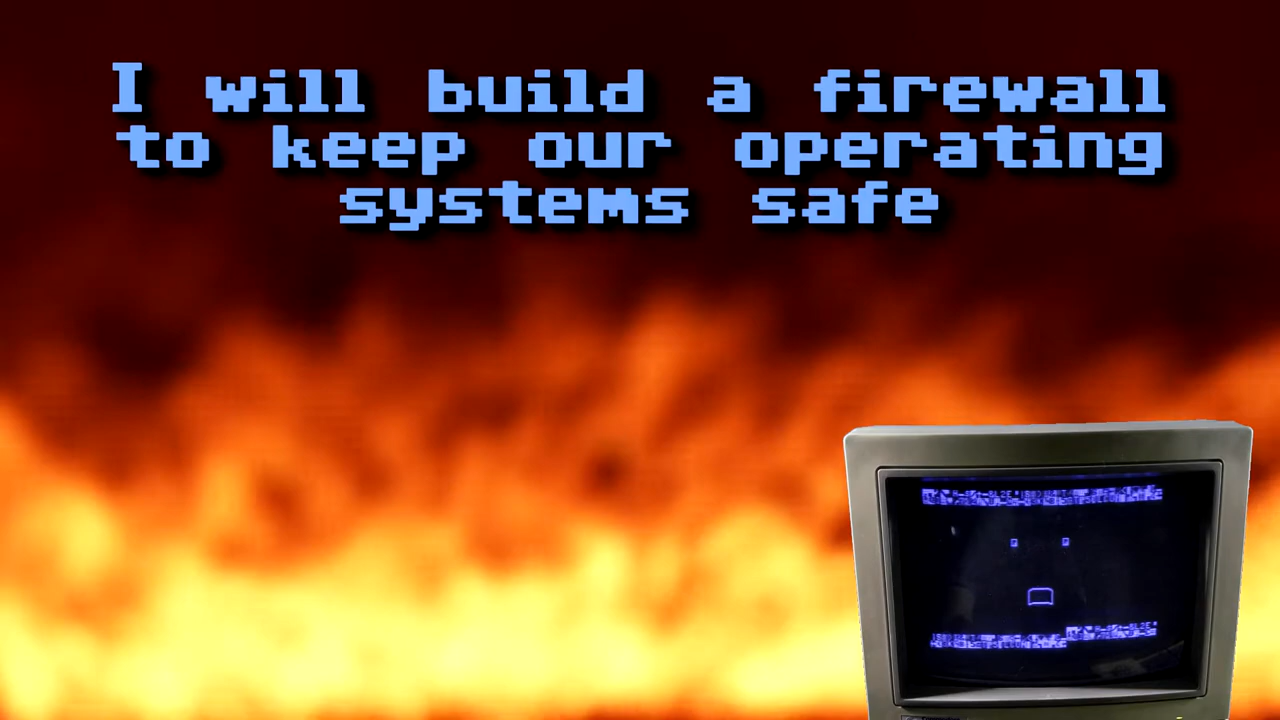 I will build a firewall
to keep our operating
systems safe